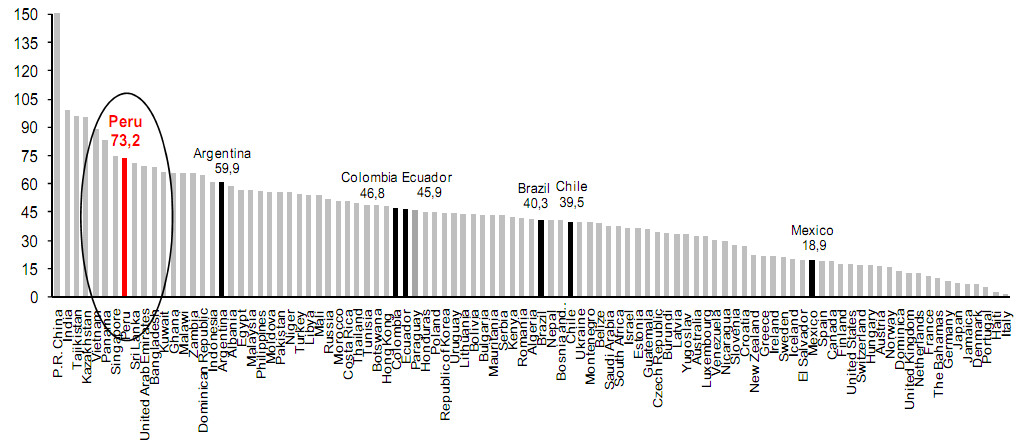 150
135
120
105
90
75
60
45
30
15
0
Peru
73,2
Argentina
59,9
Colombia
46,8
Ecuador
45,9
Brazil
40,3
Chile
39,5
Mexico
18,9
P.R. China
India
Tajikistan
Kazakhstan
Vietnam
Panama
Singapore
Peru
Sri Lanka
United Arab Emirates
Bangladesh
Kuwait
Ghana
Malawi
Namibia
Dominican Republic
Indonesia
Argentina
Albania
Egypt
Malaysia
Philippines
Moldova
Pakistan
Niger
Turkey
Libya
Mali
Russia
Morocco
Costa Rica
Thailand
Tunisia
Botswana
Hong Kong
Colombia
Ecuador
Paraguay
Honduras
Poland
Republic of Korea
Uruguay
Lithuania
Bolivia
Bulgaria
Mauritania
Serbia
Kenya
Romania
Algeria
Brazil
Nepal
Bosnia and..
Chile
Ukraine
Montenegro
Belize
Saudi Arabia
South Africa
Israel
Estonia
Guatemala
Czech Republic
Burundi
Latvia
Yugoslav
Australia
Luxembourg
Venezuela
Nicaragua
Slovenia
Croatia
New Zealand
Greece
Ireland
Sweden
Iceland
El Salvador
Mexico
Spain
Canada
Finland
United States
Switzerland
Hungary
Austria
Norway
Dominica
United Kingdom
Netherlands
France
The Bahamas
Germany
Japan
Jamaica
Denmark
Portugal
Haiti
Italy